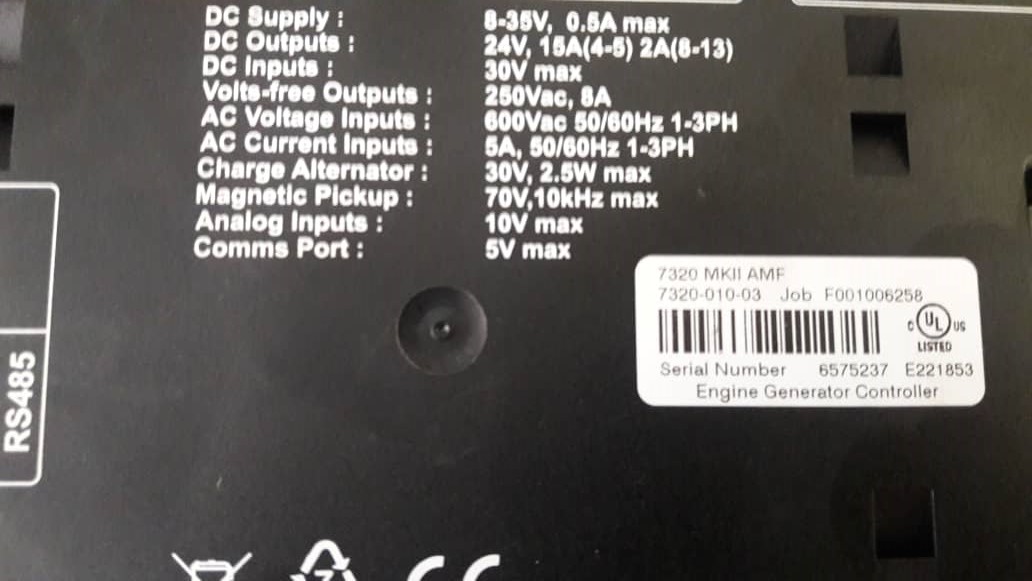 DC Supply : 8-35V, 0.5A max
DC Outputs : 24V, 15A(4-5) 2A(8-13)
DC Inputs : 30V max
Volts-free Outputs : 250Vac, 8A
AC Voltage Inputs : 600Vac 50/60Hz 1-3PH
AC Current Inputs : 5A, 50/60Hz 1-3PH
Charge Alternator : 30V, 2.5W max
Magnetic Pickup : 70V,10kHz max
Analog Inputs : 10V max
Comms Port : 5V max
7320 MKII AMF
7320-010-03 Job F001006258
c UL US
LISTED
Serial Number 6575237 E221853
Engine Generator Controller
RS485
7
CE